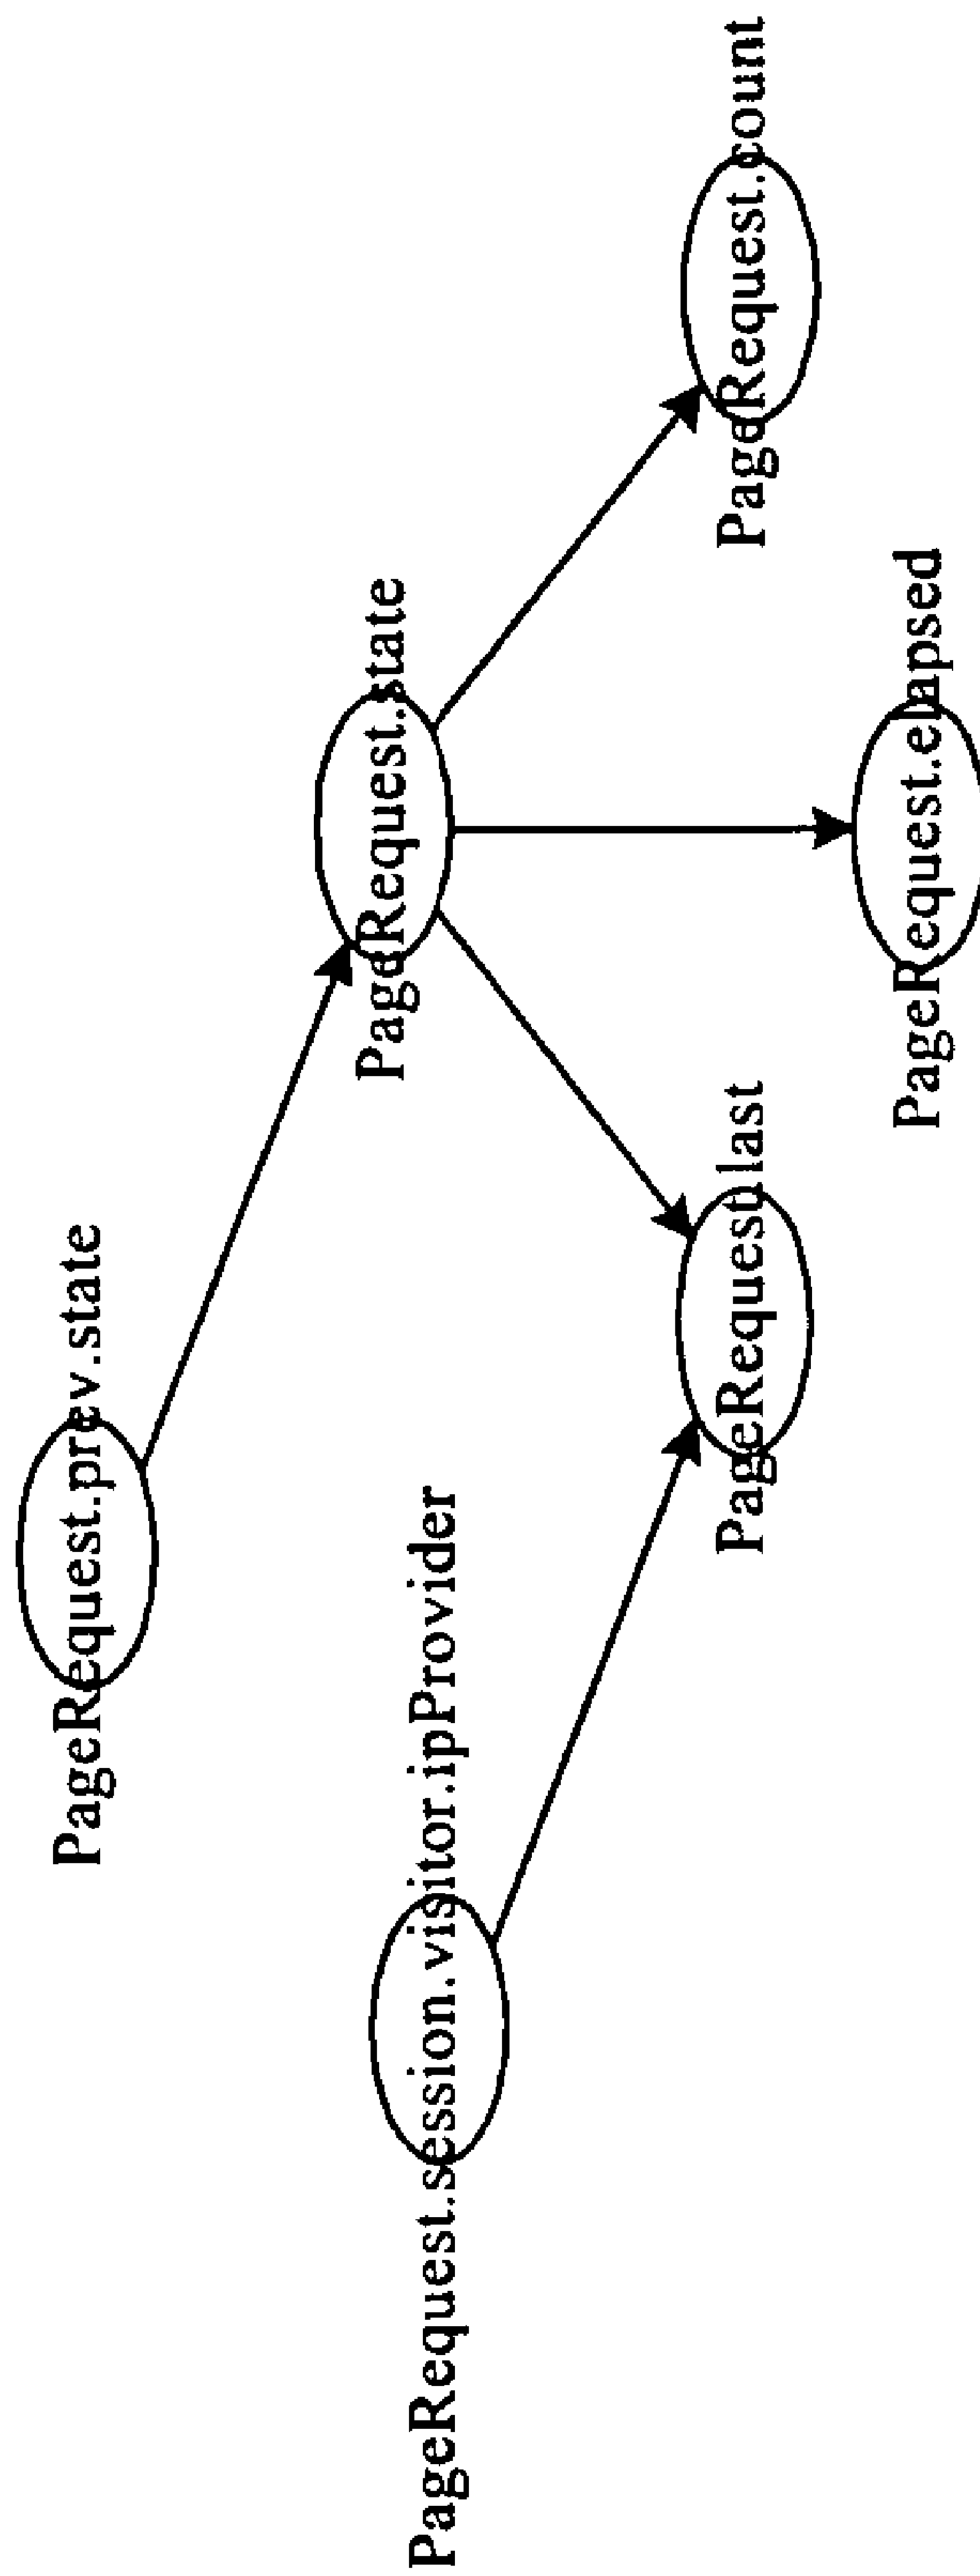 PageRequest.prev.state
PageRequest.session.visitor.ipProvider
PageRequest.state
PageRequest.last
PageRequest.elapsed
PageRequest.count